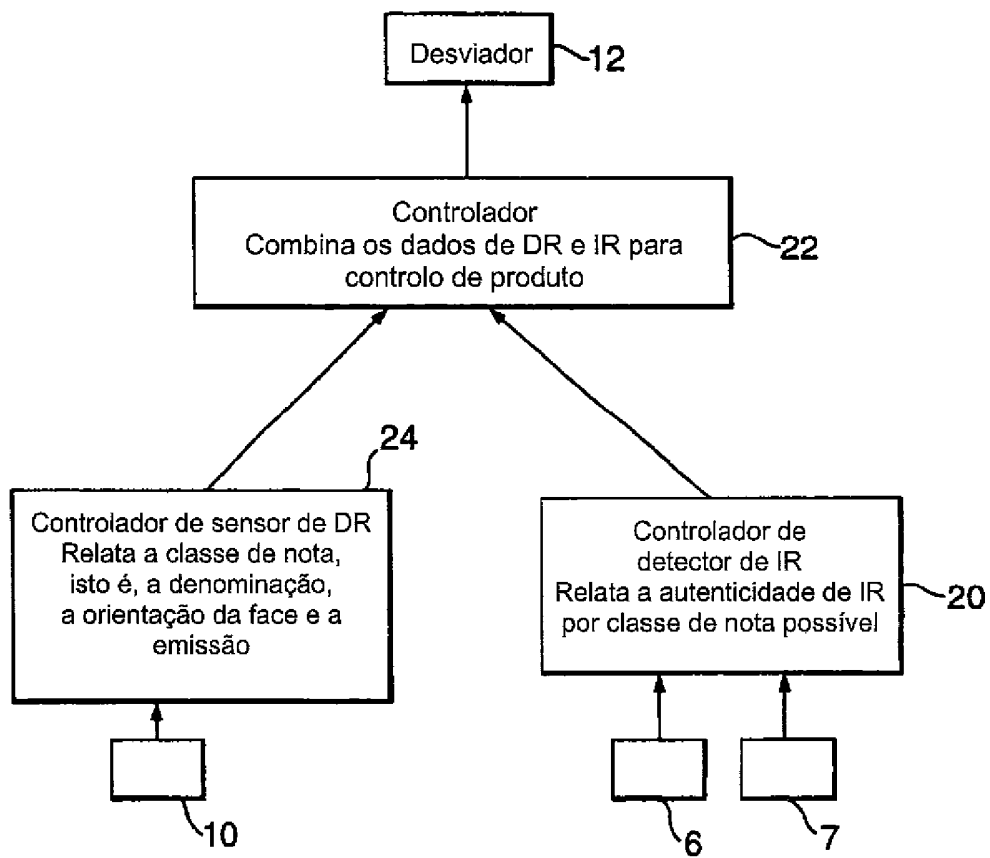 Desviador
12
Controlador
Combina os dados de DR e IR para
controlo de produto
22
24
Controlador de sensor de DR
Relata a classe de nota,
isto é, a denominação,
a orientação da face e a
emissão
Controlador de
detector de IR
Relata a autenticidade de IR
por classe de nota possível
20
10
6
7